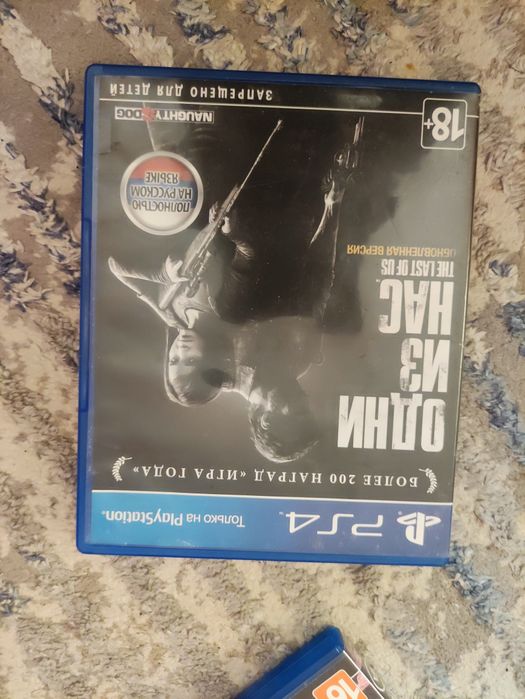 PS4
Только на PlayStation
БОЛЕЕ 200 НАГРАД «ИГРА ГОДА»
ОДНИ
ИЗ
НАС
THE LAST OF US
ОБНОВЛЕННАЯ ВЕРСИЯ
ПОЛНОСТЬЮ
НА РУССКОМ
ЯЗЫКЕ
18+
NAUGHTY DOG
ЗАПРЕЩЕНО ДЛЯ ДЕТЕЙ
16